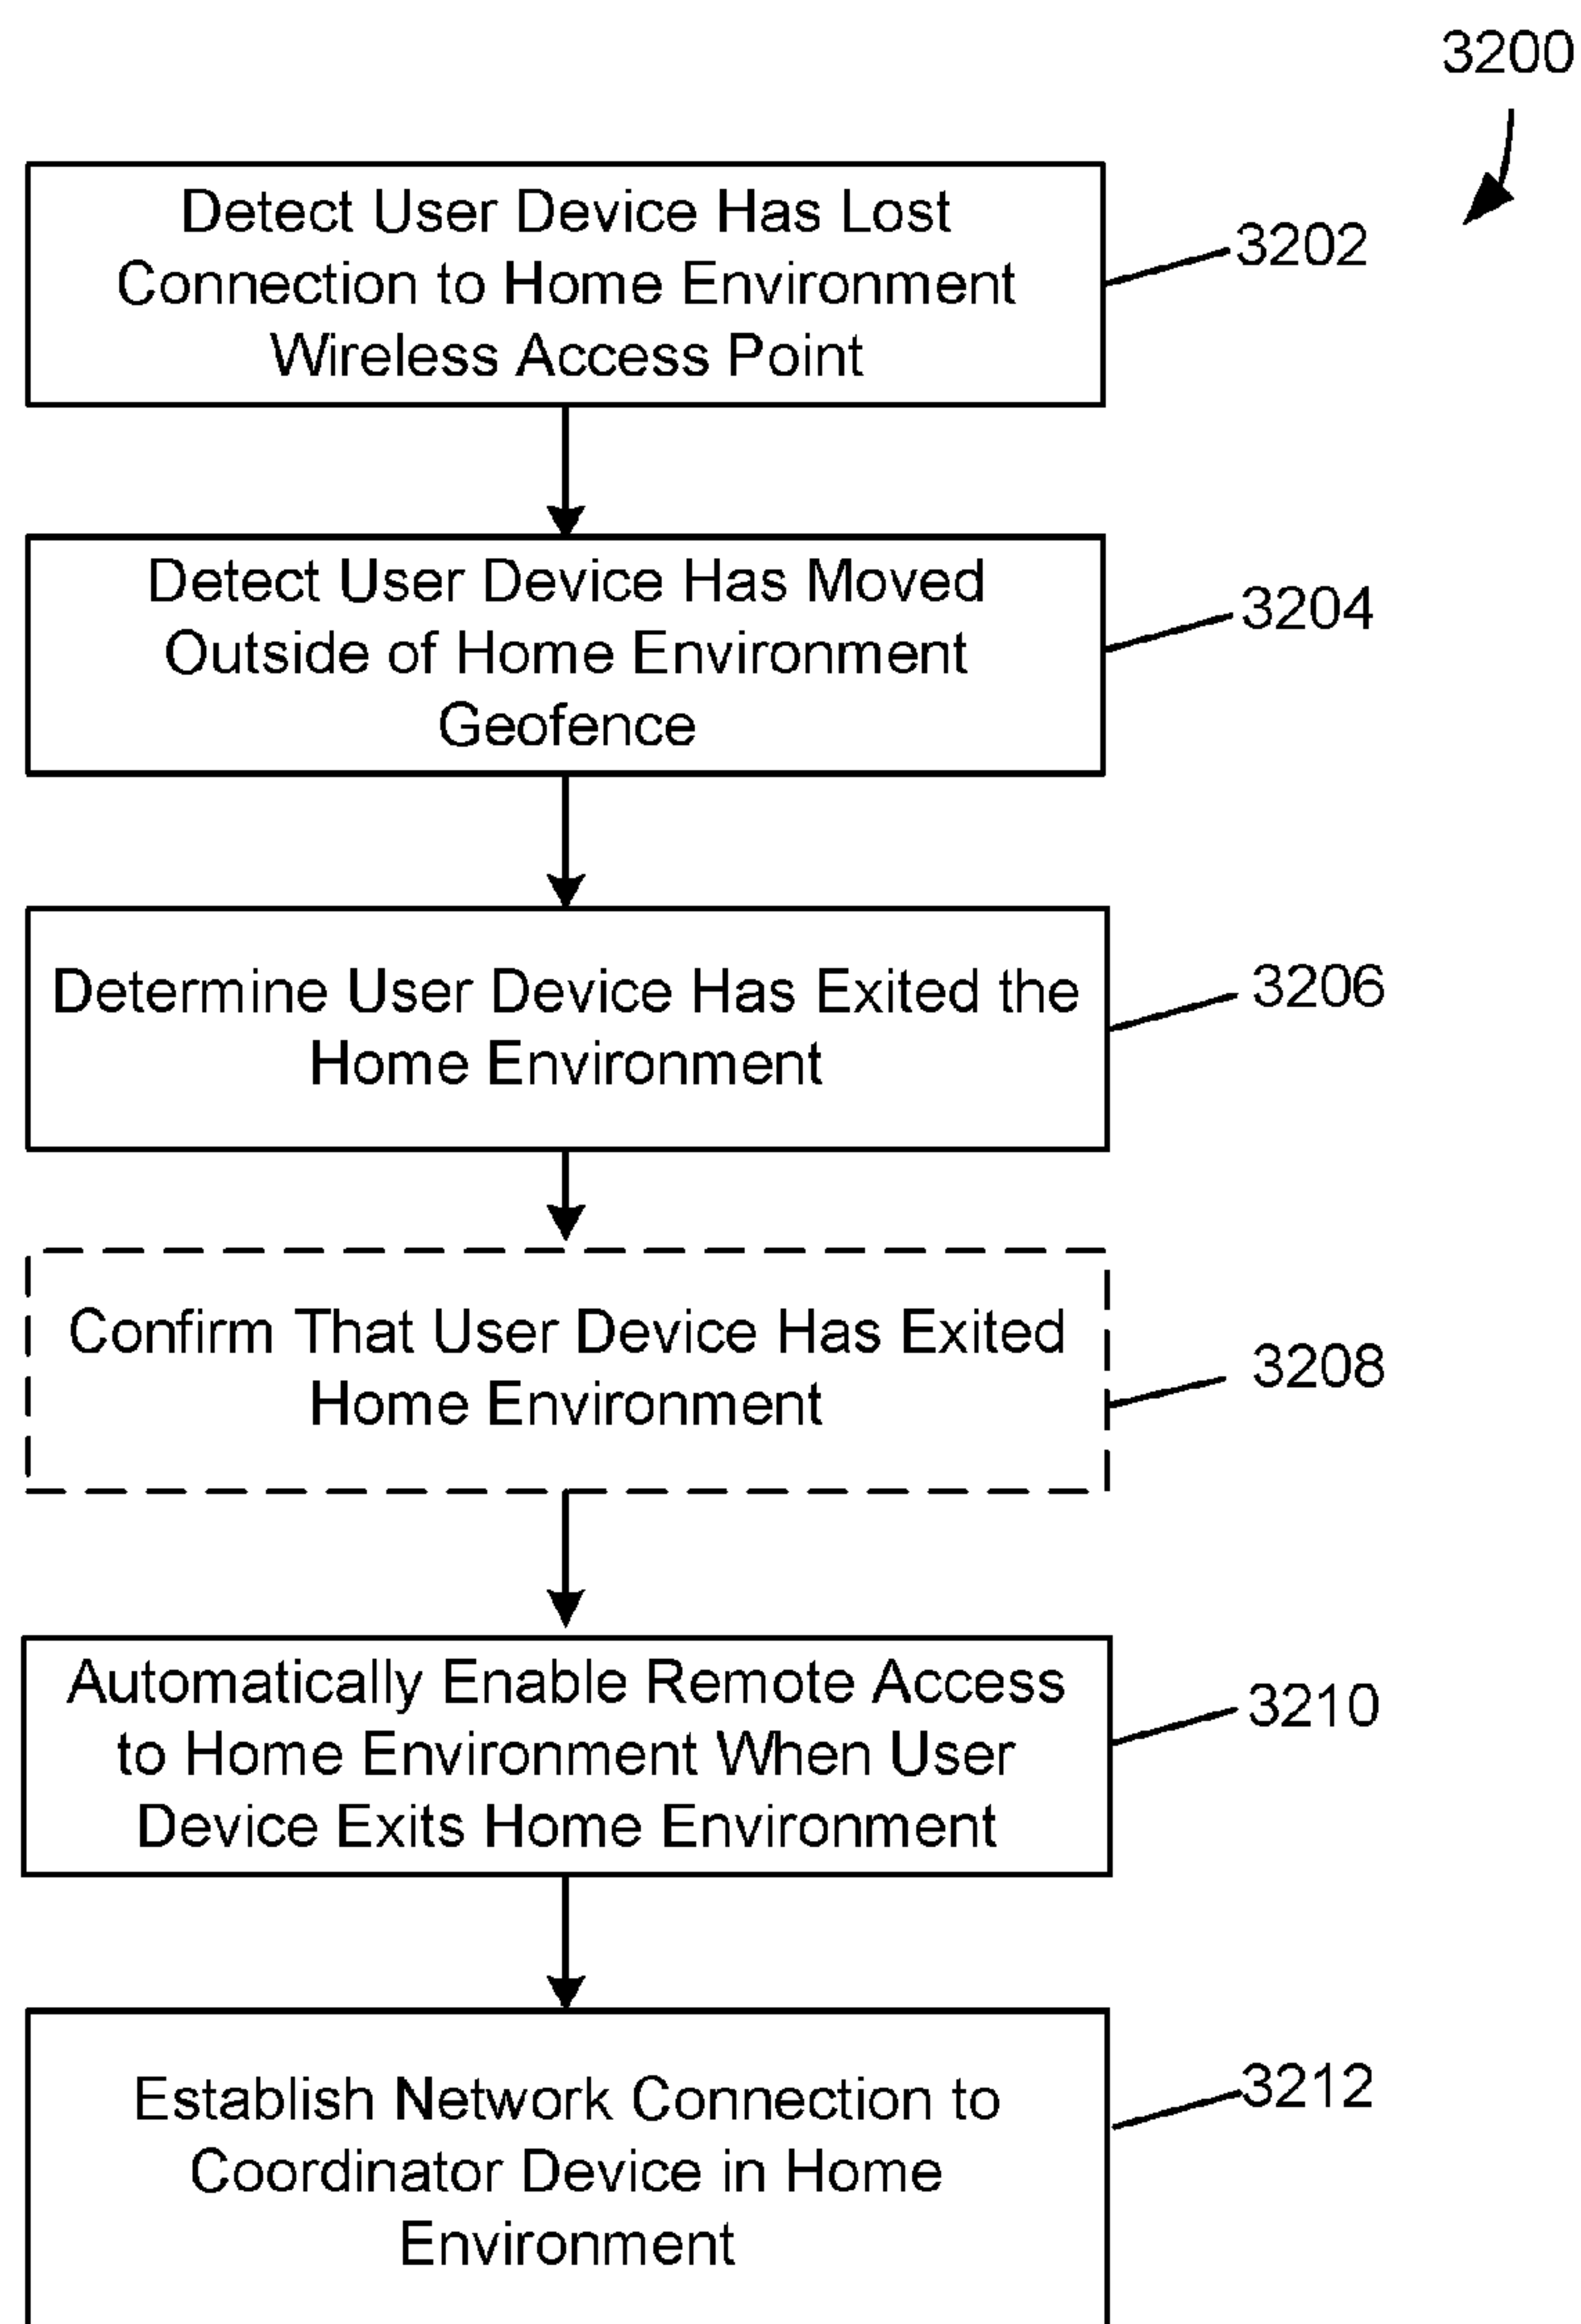 3200
Detect User Device Has Lost
Connection to Home Environment
Wireless Access Point
3202
Detect User Device Has Moved
Outside of Home Environment
Geofence
3204
Determine User Device Has Exited the
Home Environment
3206
Confirm That User Device Has Exited
Home Environment
3208
Automatically Enable Remote Access
to Home Environment When User
Device Exits Home Environment
3210
Establish Network Connection to
Coordinator Device in Home
Environment
3212